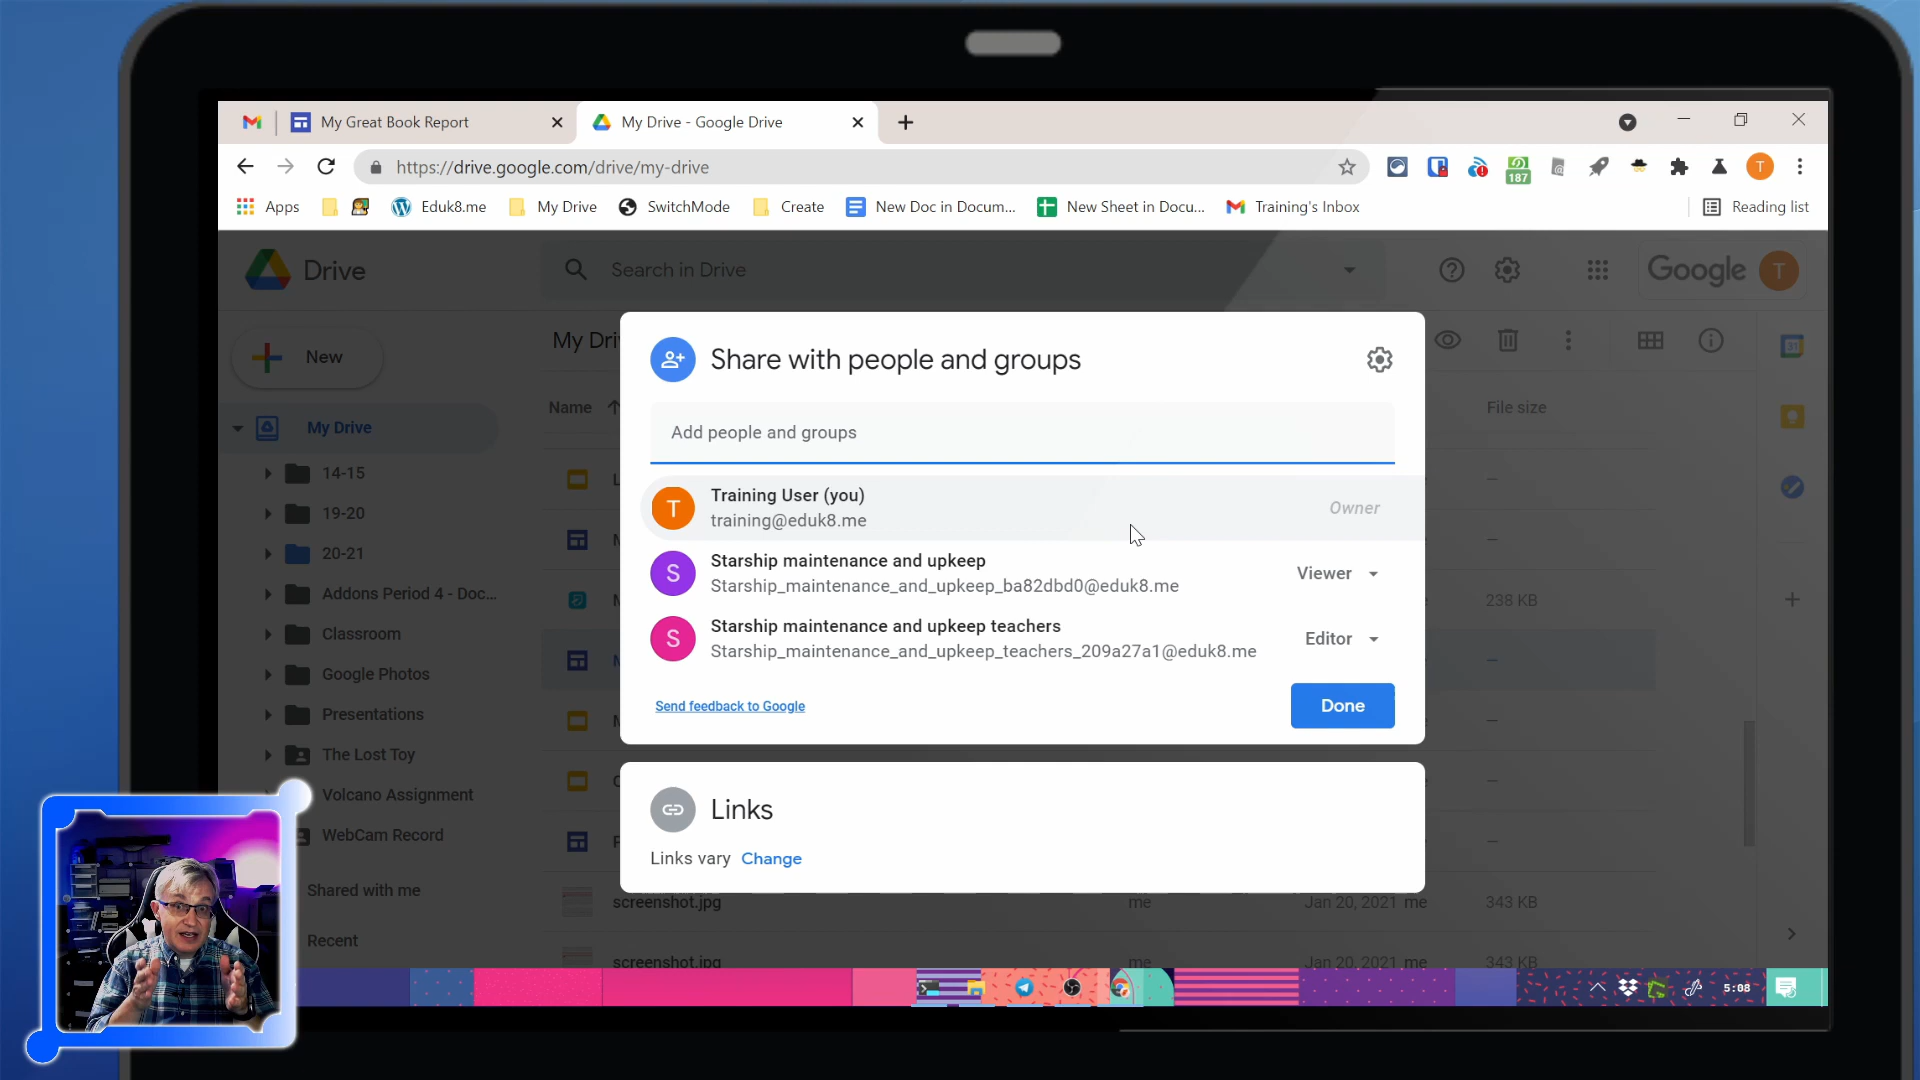 My Great Book Report
My Drive - Google Drive
https://drive.google.com/drive/my-drive
187
T
Apps
Eduk8.me
My Drive
SwitchMode
Create
New Doc in Docum...
New Sheet in Docu...
Training's Inbox
Reading list
Drive
Search in Drive
Google
T
New
My Dri
31
Name
File size
My Drive
14-15
19-20
20-21
Addons Period 4 - Doc...
238 KB
Classroom
Google Photos
Presentations
The Lost Toy
Volcano Assignment
WebCam Record
Shared with me
Recent
Share with people and groups
Add people and groups
T
Training User (you)
training@eduk8.me
Owner
S
Starship maintenance and upkeep
Starship_maintenance_and_upkeep_ba82dbd0@eduk8.me
Viewer
S
Starship maintenance and upkeep teachers
Starship_maintenance_and_upkeep_teachers_209a27a1@eduk8.me
Editor
Send feedback to Google
Done
Links
Links vary Change
screenshot.jpg me Jan 20, 2021 me 343 KB
screenshot.jpg me Jan 20, 2021 me 343 KB
5:08